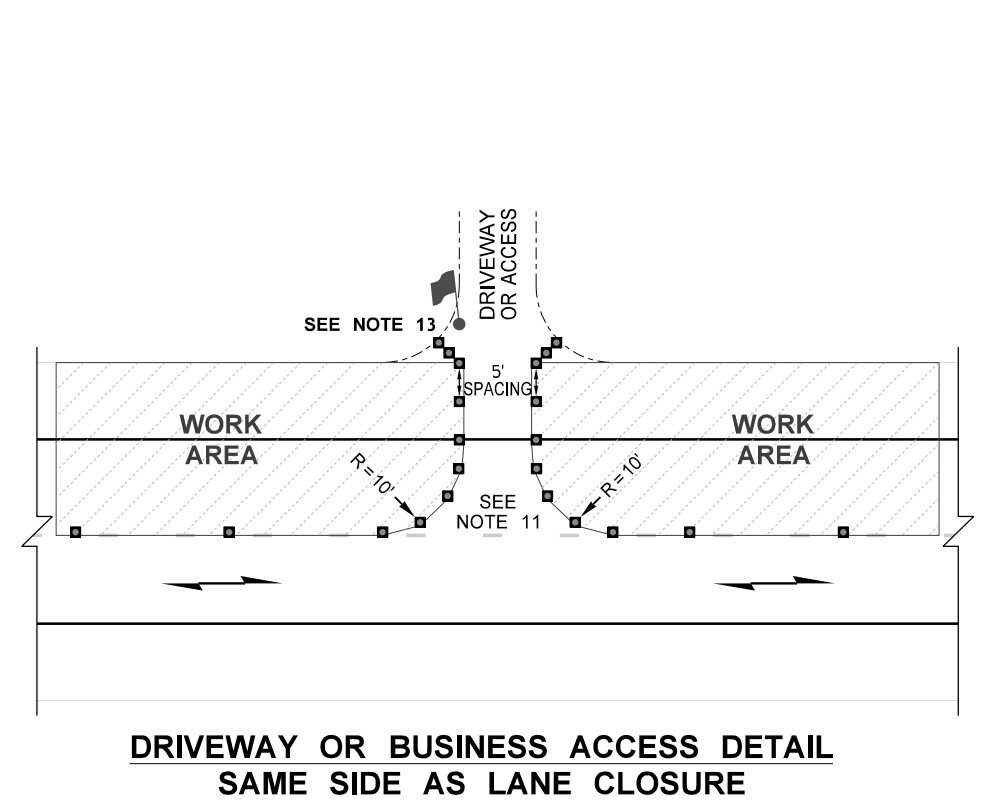 DRIVEWAY
OR ACCESS
SEE NOTE 13
5'
SPACING
WORK
AREA
WORK
AREA
R=10'
R=10'
SEE
NOTE 11
DRIVEWAY OR BUSINESS ACCESS DETAIL
SAME SIDE AS LANE CLOSURE